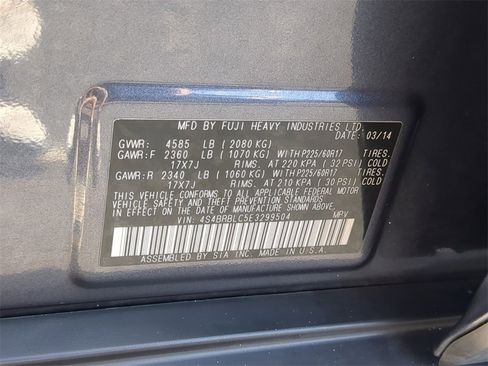 MFD BY FUJI HEAVY INDUSTRIES LTD.
DATE: 03/14
GVWR: 4585 LB (2080 KG)
GAWR:F 2360 LB (1070 KG) WITH P225/60R17 TIRES.
17X7J RIMS. AT 220 KPA ( 32 PSI) COLD
GAWR:R 2340 LB (1060 KG) WITH P225/60R17 TIRES.
17X7J RIMS. AT 210 KPA ( 30 PSI) COLD
THIS VEHICLE CONFORMS TO ALL APPLICABLE FEDERAL MOTOR
VEHICLE SAFETY AND THEFT PREVENTION STANDARDS
IN EFFECT ON THE DATE OF MANUFACTURE SHOWN ABOVE.
VIN: 4S4BRBLC5E3299504 MPV
ASSEMBLED BY SIA INC. MADE IN U.S.A.